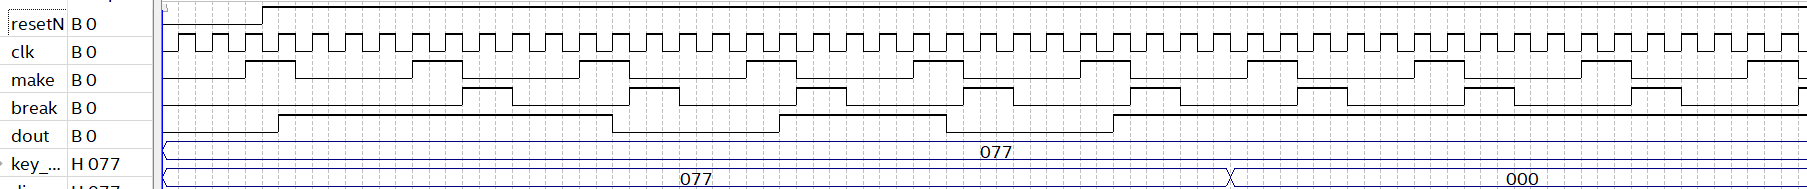 resetN B 0
clk B 0
make B 0
break B 0
dout B 0
key_... H 077 077
077 000